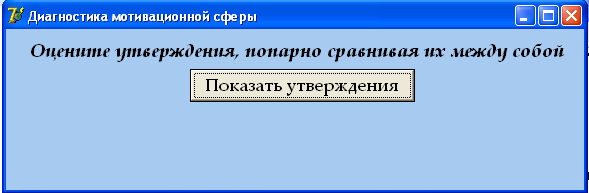 Диагностика мотивационной сферы
Оцените утверждения, попарно сравнивая их между собой
Показать утверждения